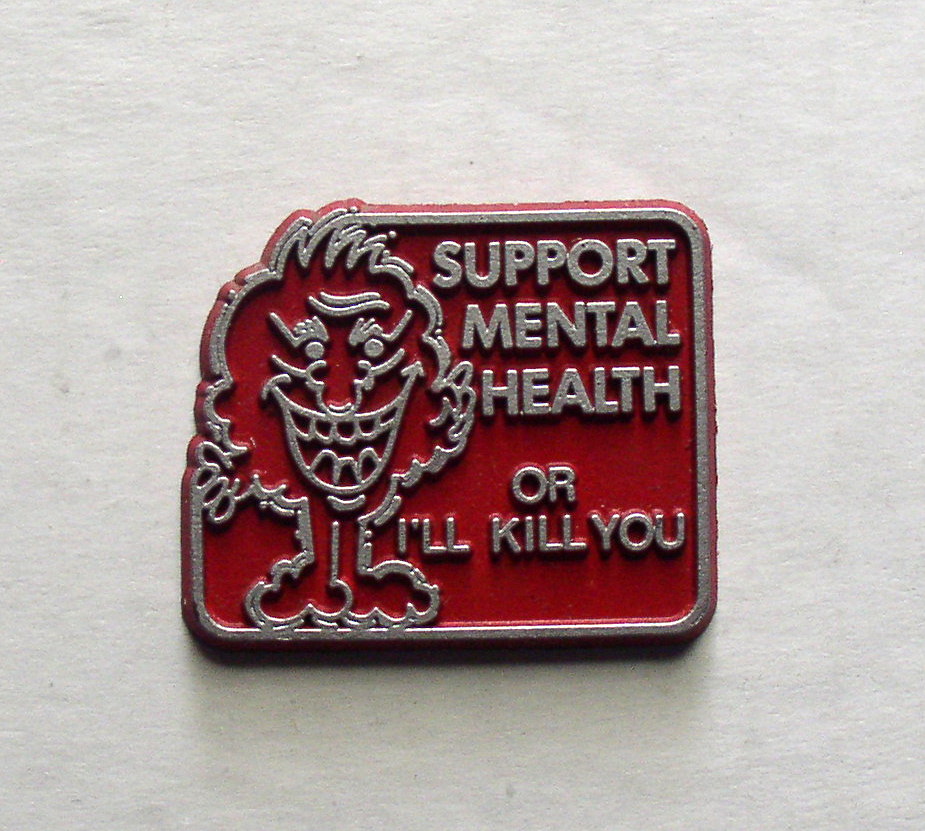 SUPPORT
MENTAL
HEALTH
OR
I'LL KILL YOU